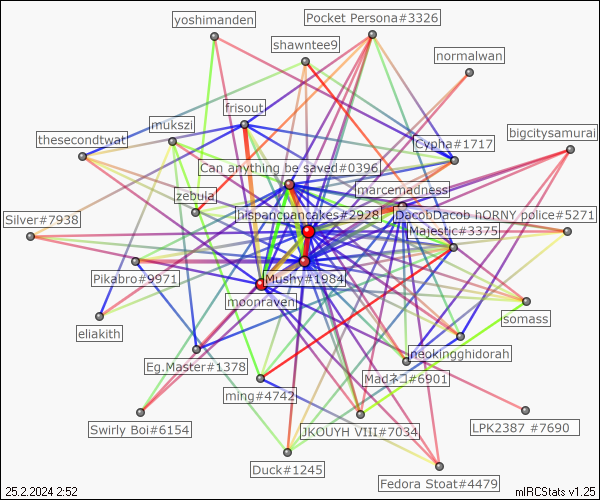 yoshimanden
Pocket Persona#3326
shawntee9
normalwan
frisout
mukszi
bigcitysamurai
thesecondtwat
Cypha#1717
Can anything be saved#0396
marcemadness
zebula
hispancpancakes#2928
DacobDacob hORNY police#5271
Silver#7938
Majestic#3375
Pikabro#9971
Mushy#1984
moonraven
somass
eliakith
neokingghidorah
Eg.Master#1378
Madネコ#6901
ming#4742
Swirly Boi#6154
JKOUYH VIII#7034
LPK2387 #7690
Duck#1245
Fedora Stoat#4479
25.2.2024 2:52
mIRCStats v1.25